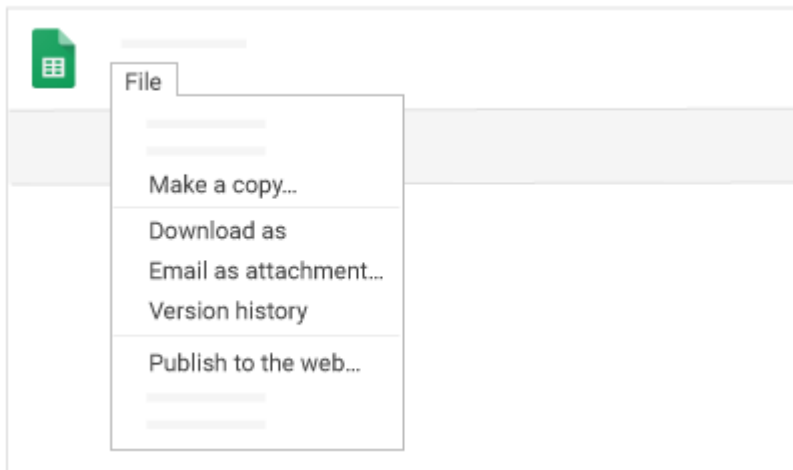 File
Make a copy...
Download as
Email as attachment...
Version history
Publish to the web...